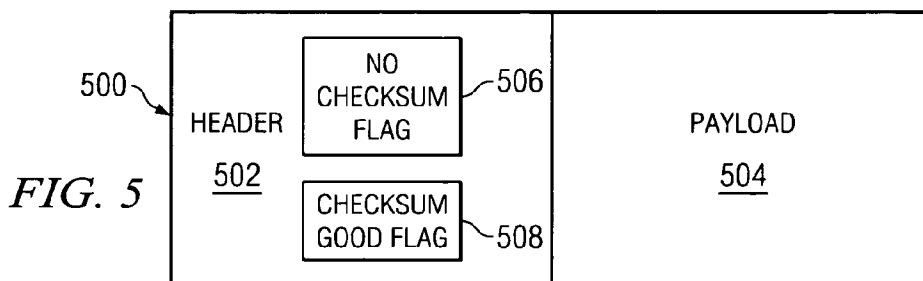 500
HEADER
502
NO
CHECKSUM
FLAG
506
CHECKSUM
GOOD FLAG
508
PAYLOAD
504
FIG. 5